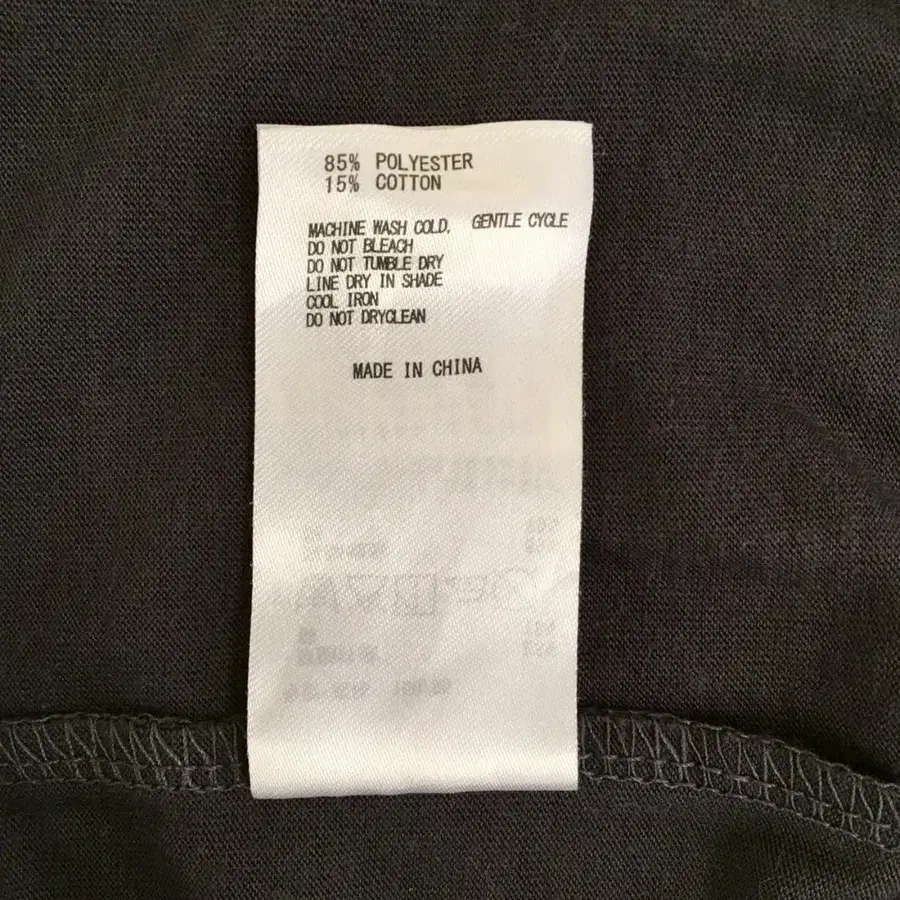 85% POLYESTER
15% COTTON
MACHINE WASH COLD, GENTLE CYCLE
DO NOT BLEACH
DO NOT TUMBLE DRY
LINE DRY IN SHADE
COOL IRON
DO NOT DRYCLEAN
MADE IN CHINA